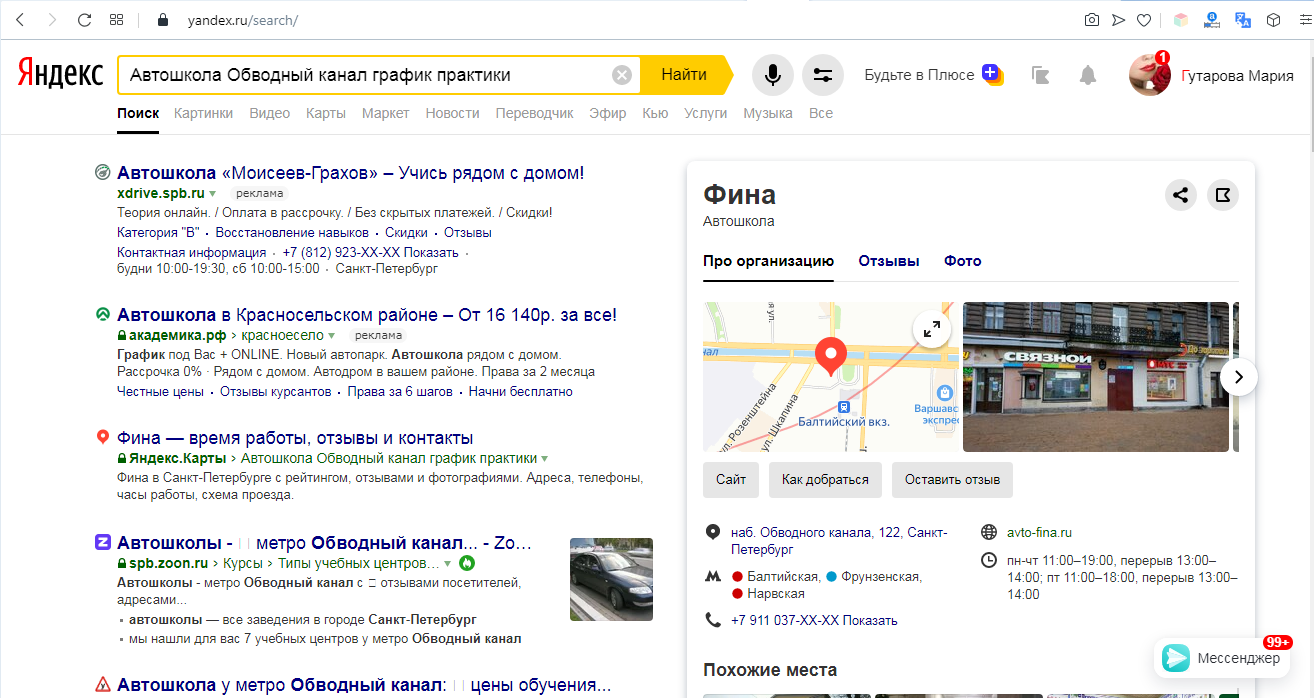 yandex.ru/search/
Яндекс
Автошкола Обводный канал график практики
Найти
Будьте в Плюсе
1
Гутарова Мария
Поиск Картинки Видео Карты Маркет Новости Переводчик Эфир Кью Услуги Музыка Все
Автошкола «Моисеев-Грахов» – Учись рядом с домом!
xdrive.spb.ru реклама
Теория онлайн. / Оплата в рассрочку. / Без скрытых платежей. / Скидки!
Категория "B" · Восстановление навыков · Скидки · Отзывы
Контактная информация · +7 (812) 923-XX-XX Показать ·
будни 10:00-19:30, сб 10:00-15:00 · Санкт-Петербург
Автошкола в Красносельском районе – От 16 140р. за все!
академика.рф › красноесело реклама
График под Вас + ONLINE. Новый автопарк. Автошкола рядом с домом.
Рассрочка 0% · Рядом с домом. Автодром в вашем районе. Права за 2 месяца
Честные цены · Отзывы курсантов · Права за 6 шагов · Начни бесплатно
Фина — время работы, отзывы и контакты
Яндекс.Карты › Автошкола Обводный канал график практики
Фина в Санкт-Петербурге с рейтингом, отзывами и фотографиями. Адреса, телефоны,
часы работы, схема проезда.
Автошколы - метро Обводный канал... - Zo...
spb.zoon.ru › Курсы › Типы учебных центров...
Автошколы - метро Обводный канал с отзывами посетителей,
адресами...
автошколы — все заведения в городе Санкт-Петербург
мы нашли для вас 7 учебных центров у метро Обводный канал
Автошкола у метро Обводный канал: цены обучения...
Фина
Автошкола
Про организацию Отзывы Фото
нал
ул. Розенштейна
ул. Шкапина
Балтийский вкз.
Варшавс
экспрес
СВЯЗНОЙ
Сайт
Как добраться
Оставить отзыв
наб. Обводного канала, 122, Санкт-
Петербург
Балтийская, Фрунзенская,
Нарвская
+7 911 037-XX-XX Показать
avto-fina.ru
пн-чт 11:00–19:00, перерыв 13:00–
14:00; пт 11:00–18:00, перерыв 13:00–
14:00
Похожие места
99+
Мессенджер